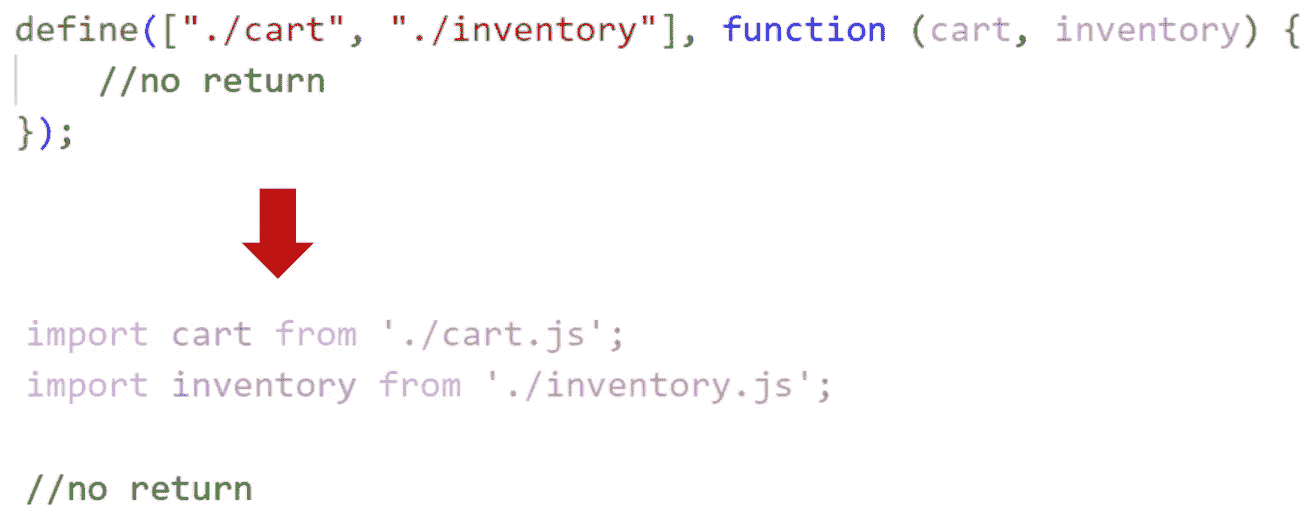 define(["./cart", "./inventory"], function (cart, inventory) {
    //no return
});
import cart from './cart.js';
import inventory from './inventory.js';
//no return